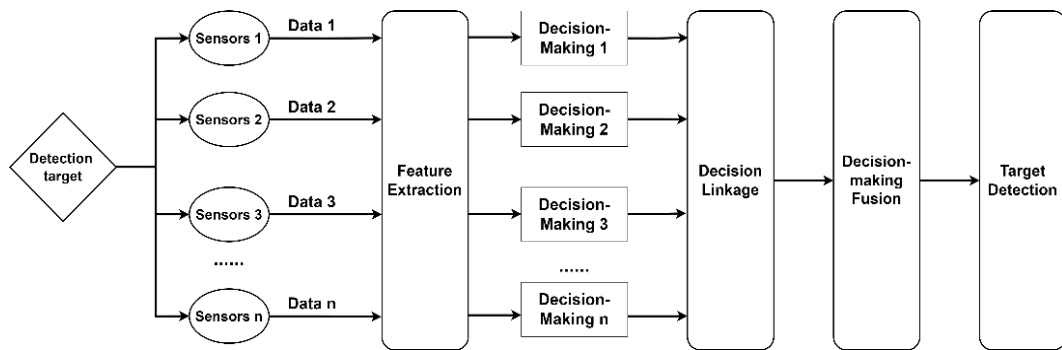 Detection
target
Sensors 1
Data 1
Sensors 2
Data 2
Sensors 3
Data 3
......
Sensors n
Data n
Feature
Extraction
Decision-
Making 1
Decision-
Making 2
Decision-
Making 3
......
Decision-
Making n
Decision
Linkage
Decision-
making
Fusion
Target
Detection